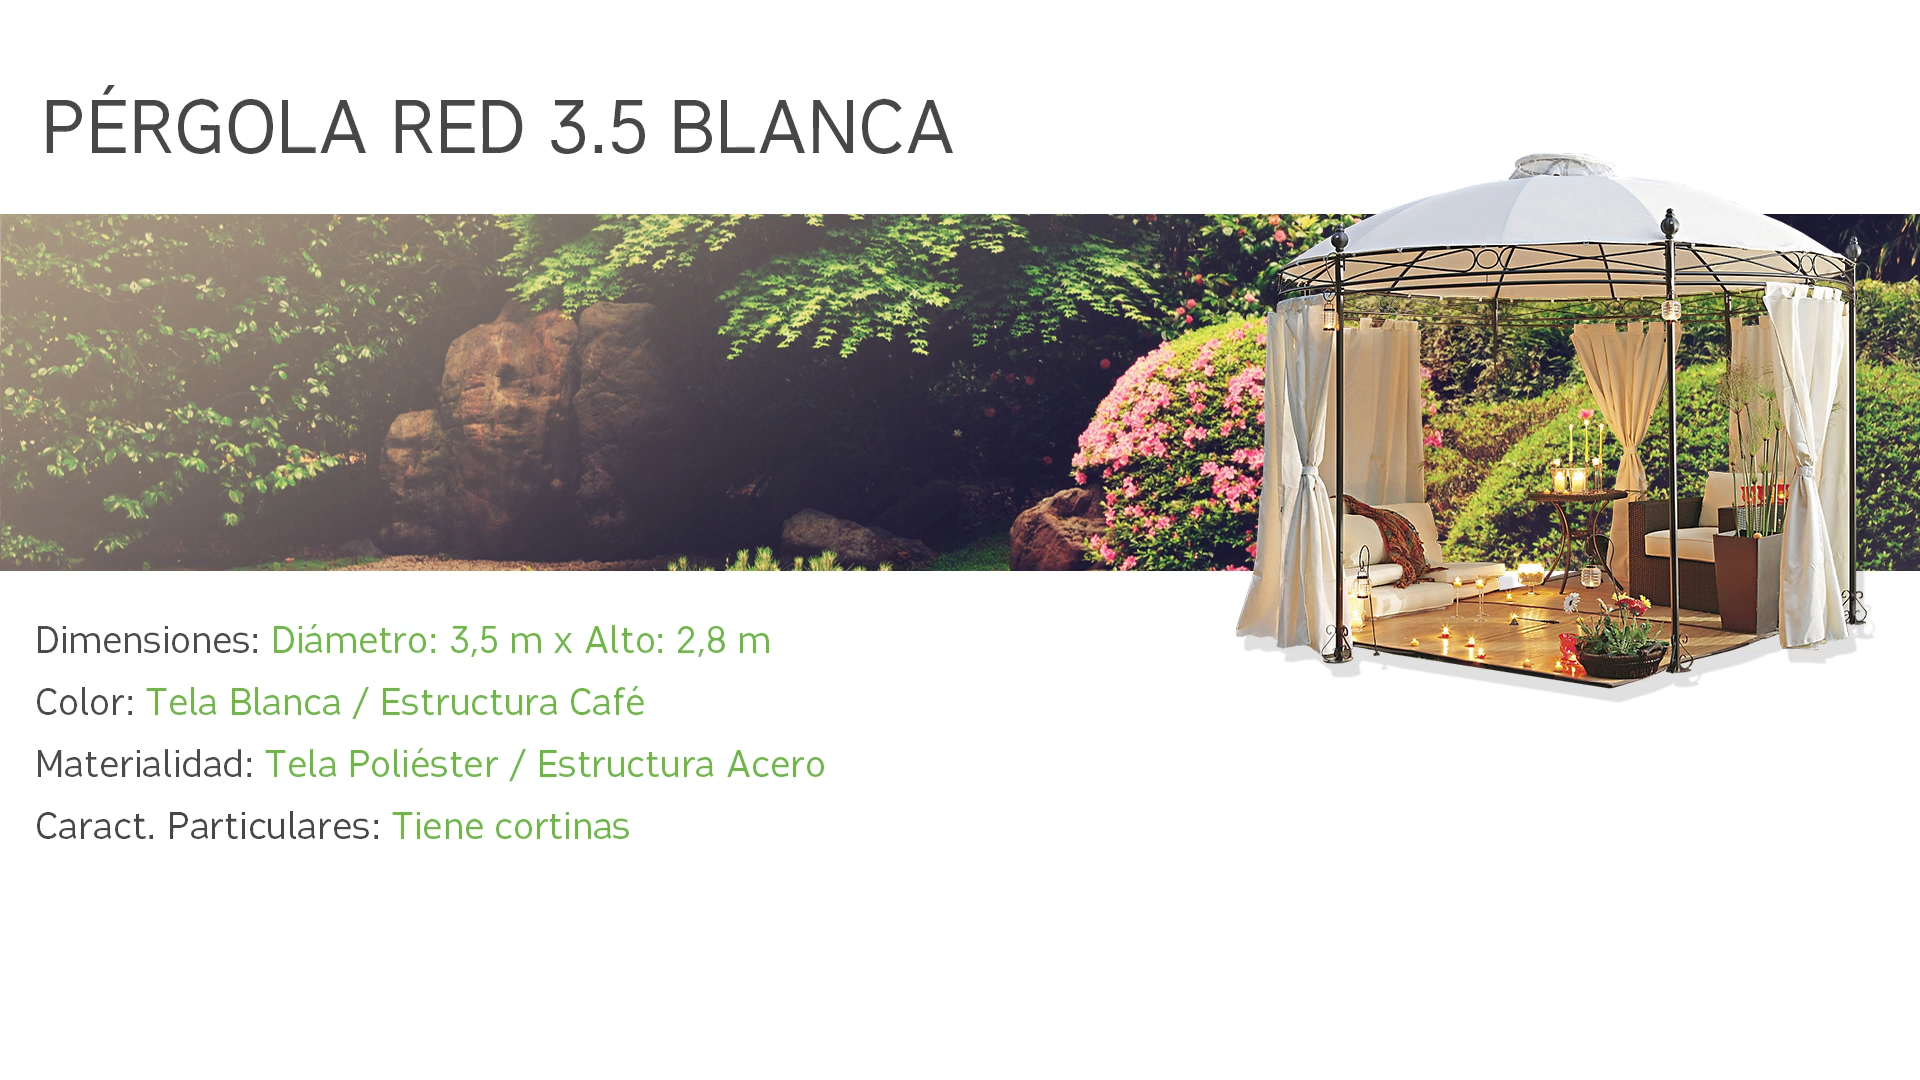 PÉRGOLA RED 3.5 BLANCA
Dimensiones: Diámetro: 3,5 m x Alto: 2,8 m
Color: Tela Blanca / Estructura Café
Materialidad: Tela Poliéster / Estructura Acero
Caract. Particulares: Tiene cortinas